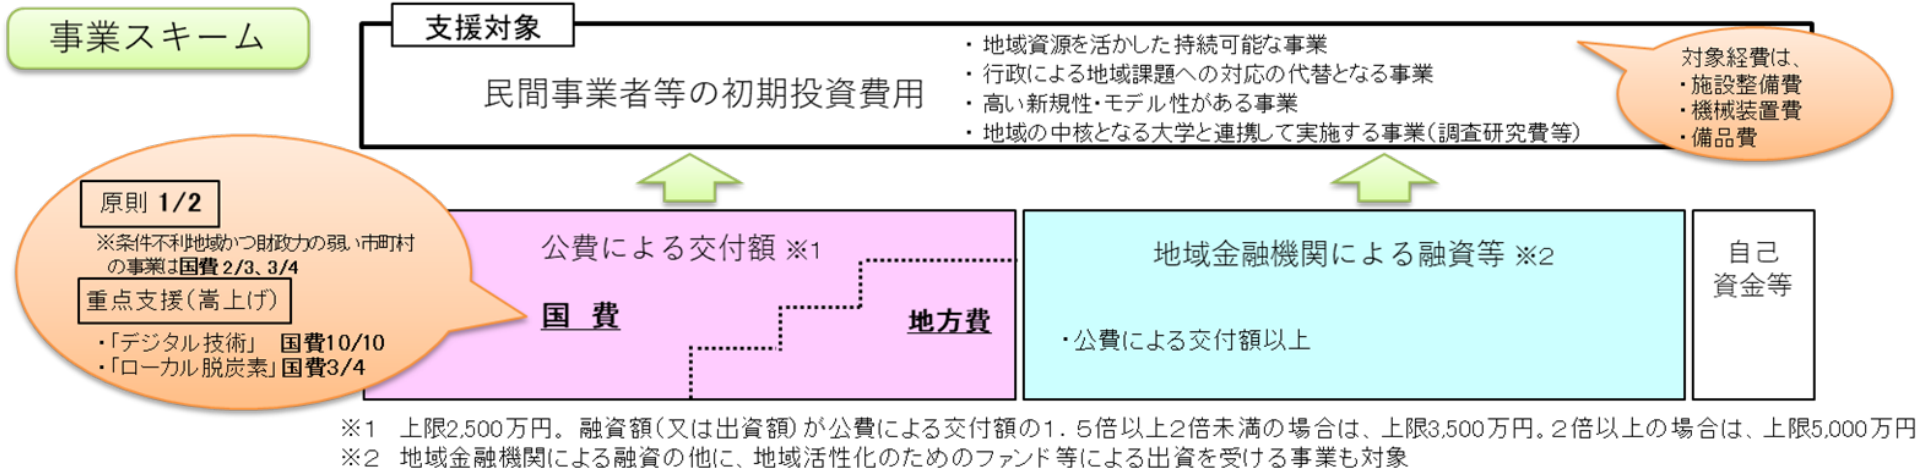 事業スキーム
支援対象
民間事業者等の初期投資費用
・地域資源を活かした持続可能な事業
・行政による地域課題への対応の代替となる事業
・高い新規性・モデル性がある事業
・地域の中核となる大学と連携して実施する事業(調査研究費等)
対象経費は、
・施設整備費
・機械装置費
・備品費
原則 1/2
※条件不利地域かつ財政力の弱い市町村
の事業は国費 2/3、3/4
重点支援(嵩上げ)
・「デジタル技術」 国費10/10
・「ローカル脱炭素」国費3/4
公費による交付額 ※1
国 費
地方費
地域金融機関による融資等 ※2
・公費による交付額以上
自己
資金等
※1 上限2,500万円。融資額(又は出資額)が公費による交付額の1.5倍以上2倍未満の場合は、上限3,500万円。2倍以上の場合は、上限5,000万円
※2 地域金融機関による融資の他に、地域活性化のためのファンド等による出資を受ける事業も対象